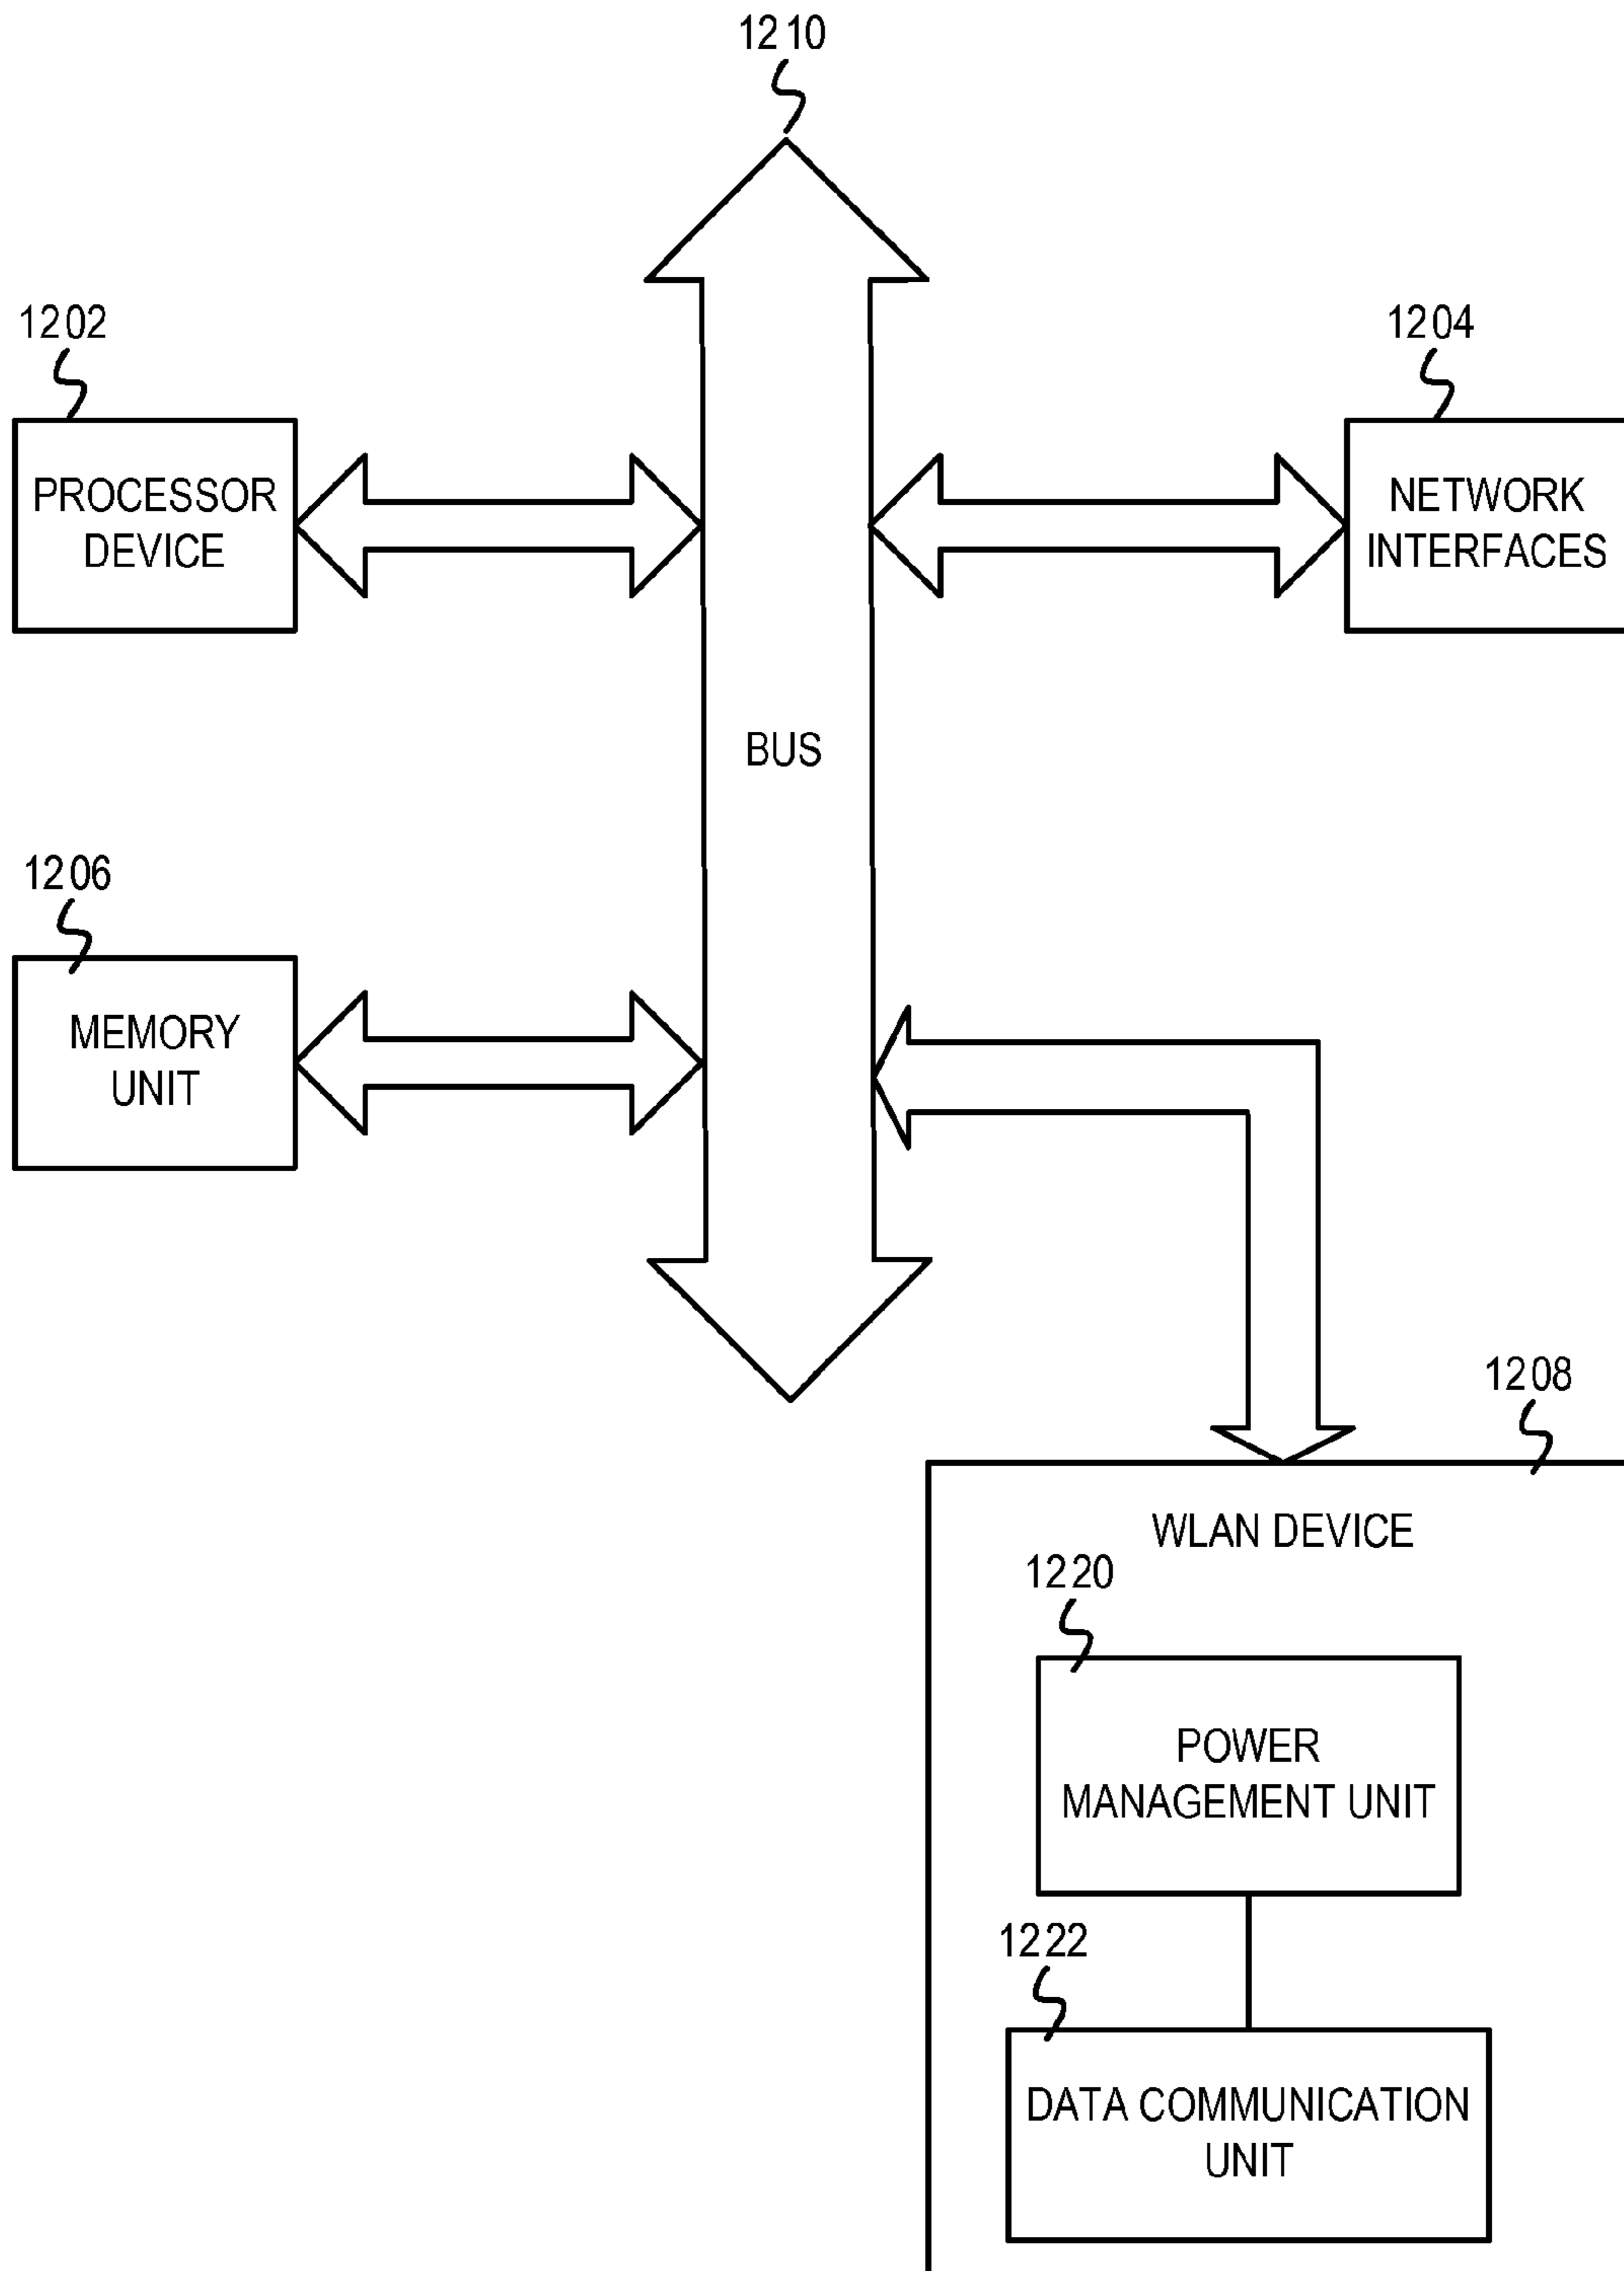 1210
1202
1204
PROCESSOR
DEVICE
NETWORK
INTERFACES
BUS
1206
MEMORY
UNIT
1208
WLAN DEVICE
1220
POWER
MANAGEMENT UNIT
1222
DATA COMMUNICATION
UNIT